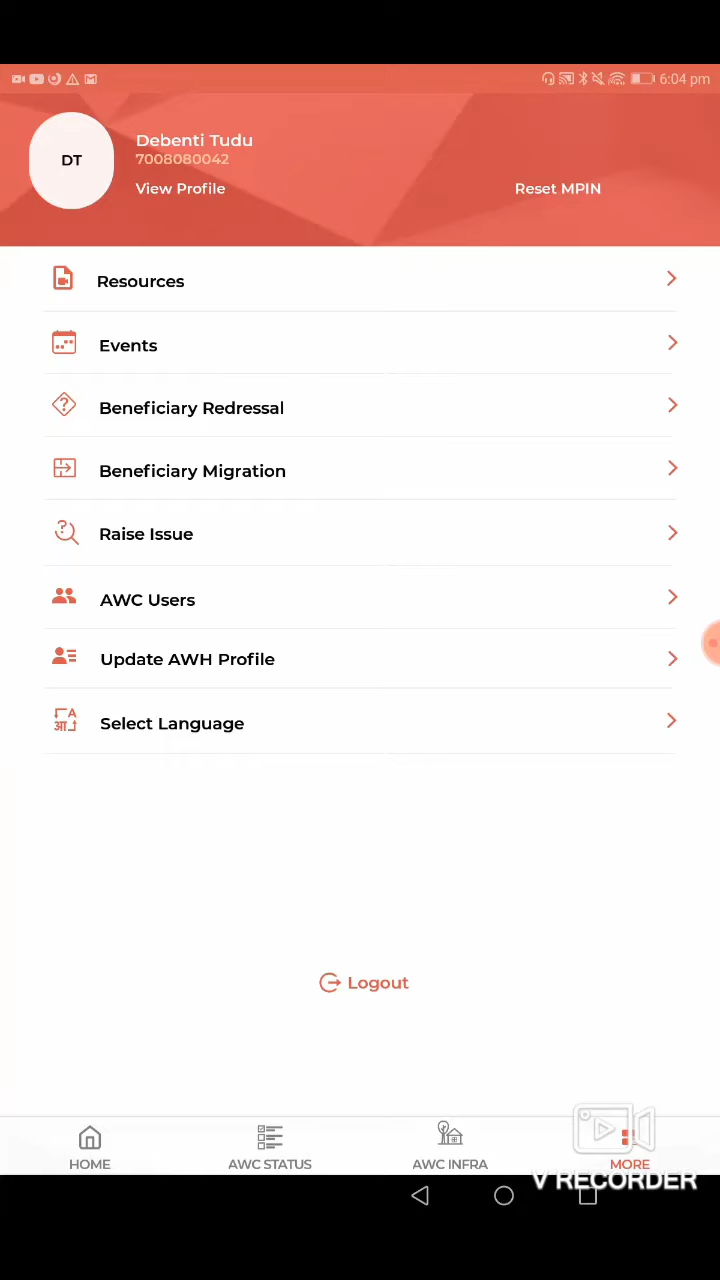 6:04 pm
DT
Debenti Tudu
7008080042
View Profile
Reset MPIN
Resources
Events
Beneficiary Redressal
Beneficiary Migration
Raise Issue
AWC Users
Update AWH Profile
A
आ
Select Language
Logout
HOME
AWC STATUS
AWC INFRA
MORE
V RECORDER